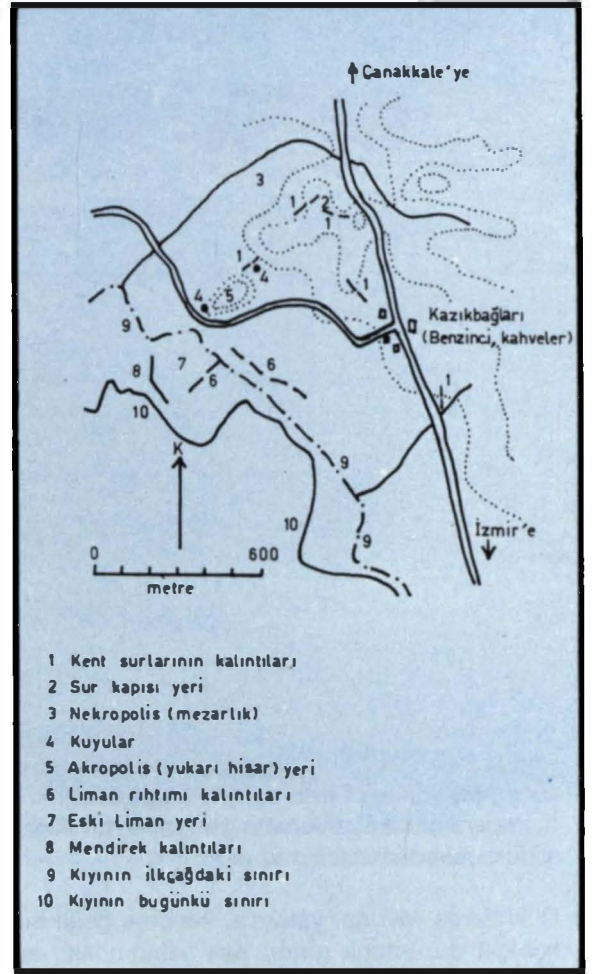 Çanakkale'ye
3
1
2
1
1
4
1
4
5
Kazıkbağları
(Benzinci, kahveler)
9
7
6
8
6
1
10
K
9
10
İzmir'e
9
0 600
metre
1 Kent surlarının kalıntıları
2 Sur kapısı yeri
3 Nekropolis (mezarlık)
4 Kuyular
5 Akropolis (yukarı hisar) yeri
6 Liman rıhtımı kalıntıları
7 Eski Liman yeri
8 Mendirek kalıntıları
9 Kıyının ilkçağdaki sınırı
10 Kıyının bugünkü sınırı